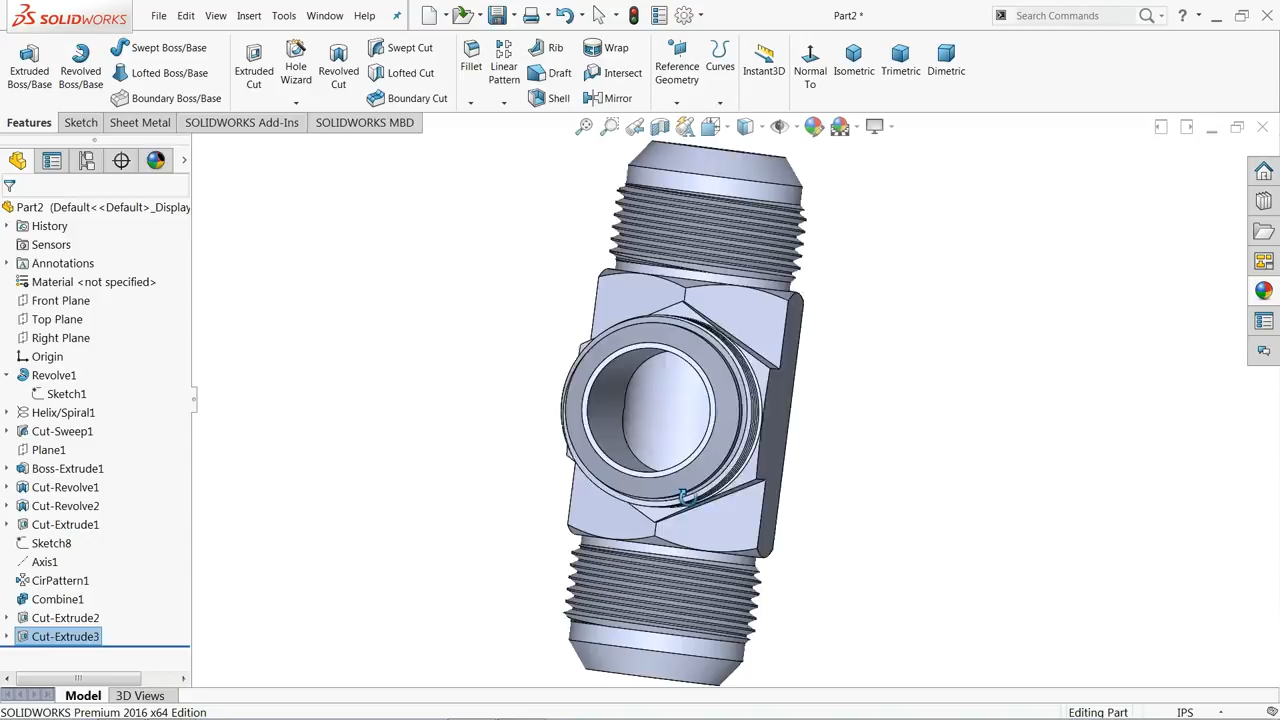 SOLIDWORKS
File Edit View Insert Tools Window Help
Part2 *
Search Commands
Extruded Boss/Base
Revolved Boss/Base
Swept Boss/Base
Lofted Boss/Base
Boundary Boss/Base
Extruded Cut
Hole Wizard
Revolved Cut
Swept Cut
Lofted Cut
Boundary Cut
Fillet
Linear Pattern
Rib
Draft
Shell
Wrap
Intersect
Mirror
Reference Geometry
Curves
Instant3D
Normal To
Isometric
Trimetric
Dimetric
Features Sketch Sheet Metal SOLIDWORKS Add-Ins SOLIDWORKS MBD
Part2 (Default<<Default>_Display
History
Sensors
Annotations
Material <not specified>
Front Plane
Top Plane
Right Plane
Origin
Revolve1
Sketch1
Helix/Spiral1
Cut-Sweep1
Plane1
Boss-Extrude1
Cut-Revolve1
Cut-Revolve2
Cut-Extrude1
Sketch8
Axis1
CirPattern1
Combine1
Cut-Extrude2
Cut-Extrude3
Model 3D Views
SOLIDWORKS Premium 2016 x64 Edition
Editing Part
IPS